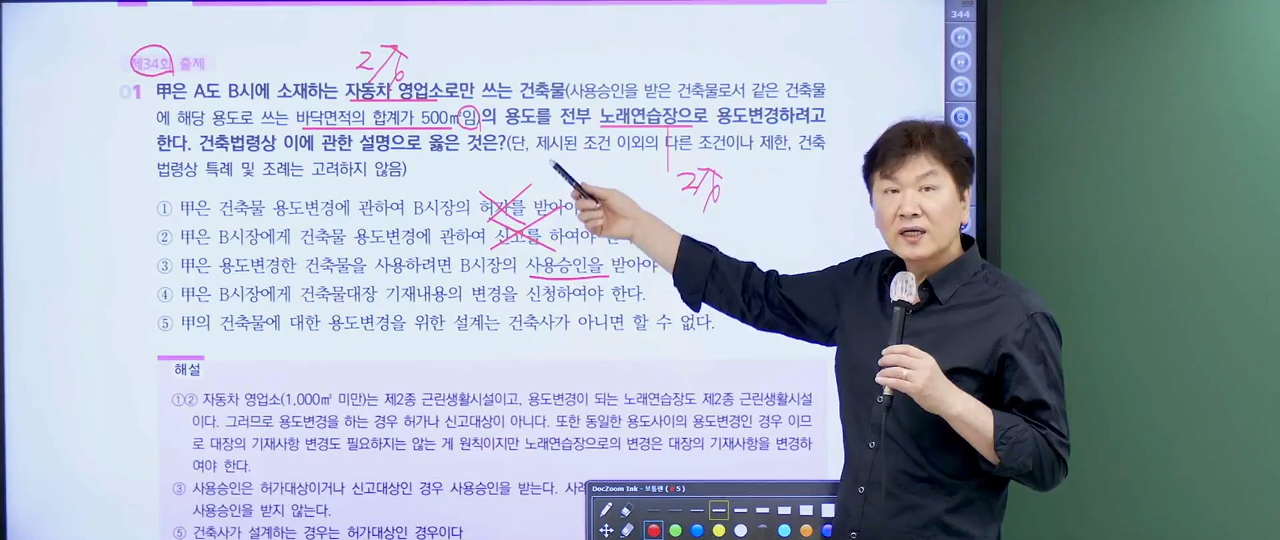 344
제34회 출제
2/6
01 甲은 A도 B시에 소재하는 자동차 영업소로만 쓰는 건축물(사용승인을 받은 건축물로서 같은 건축물
에 해당 용도로 쓰는 바닥면적의 합계가 500㎡임)의 용도를 전부 노래연습장으로 용도변경하려고
한다. 건축법령상 이에 관한 설명으로 옳은 것은?(단, 제시된 조건 이외의 다른 조건이나 제한, 건축
법령상 특례 및 조례는 고려하지 않음)
① 甲은 건축물 용도변경에 관하여 B시장의 허가를 받아야
② 甲은 B시장에게 건축물 용도변경에 관하여 신고를 하여야
③ 甲은 용도변경한 건축물을 사용하려면 B시장의 사용승인을 받아야
④ 甲은 B시장에게 건축물대장 기재내용의 변경을 신청하여야 한다.
⑤ 甲의 건축물에 대한 용도변경을 위한 설계는 건축사가 아니면 할 수 없다.
해설
①② 자동차 영업소(1,000㎡ 미만)는 제2종 근린생활시설이고, 용도변경이 되는 노래연습장도 제2종 근린생활시설
이다. 그러므로 용도변경을 하는 경우 허가나 신고대상이 아니다. 또한 동일한 용도사이의 용도변경인 경우 이므
로 대장의 기재사항 변경도 필요하지는 않는 게 원칙이지만 노래연습장으로의 변경은 대장의 기재사항을 변경하
여야 한다.
③ 사용승인은 허가대상이거나 신고대상인 경우 사용승인을 받는다.
사용승인을 받지 않는다.
⑤ 건축사가 설계하는 경우는 허가대상인 경우이다
DocZoom Ink - 보통펜 (굵5)